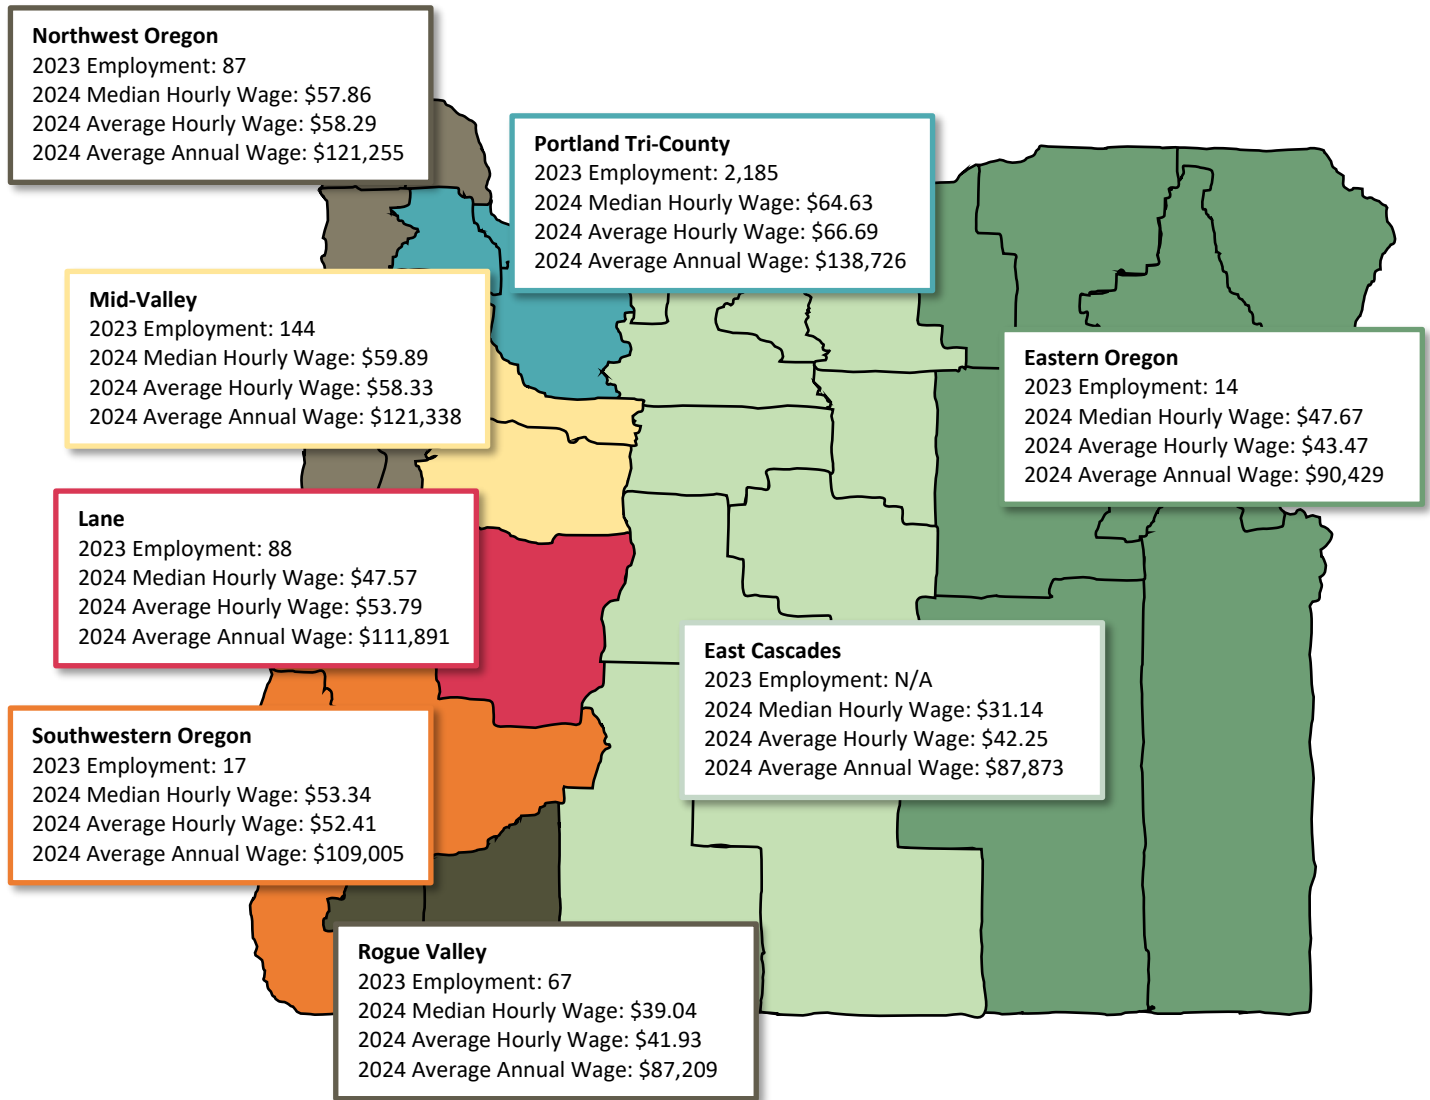 Northwest Oregon
2023 Employment: 87
2024 Median Hourly Wage: $57.86
2024 Average Hourly Wage: $58.29
2024 Average Annual Wage: $121,255
Portland Tri-County
2023 Employment: 2,185
2024 Median Hourly Wage: $64.63
2024 Average Hourly Wage: $66.69
2024 Average Annual Wage: $138,726
Mid-Valley
2023 Employment: 144
2024 Median Hourly Wage: $59.89
2024 Average Hourly Wage: $58.33
2024 Average Annual Wage: $121,338
Eastern Oregon
2023 Employment: 14
2024 Median Hourly Wage: $47.67
2024 Average Hourly Wage: $43.47
2024 Average Annual Wage: $90,429
Lane
2023 Employment: 88
2024 Median Hourly Wage: $47.57
2024 Average Hourly Wage: $53.79
2024 Average Annual Wage: $111,891
East Cascades
2023 Employment: N/A
2024 Median Hourly Wage: $31.14
2024 Average Hourly Wage: $42.25
2024 Average Annual Wage: $87,873
Southwestern Oregon
2023 Employment: 17
2024 Median Hourly Wage: $53.34
2024 Average Hourly Wage: $52.41
2024 Average Annual Wage: $109,005
Rogue Valley
2023 Employment: 67
2024 Median Hourly Wage: $39.04
2024 Average Hourly Wage: $41.93
2024 Average Annual Wage: $87,209